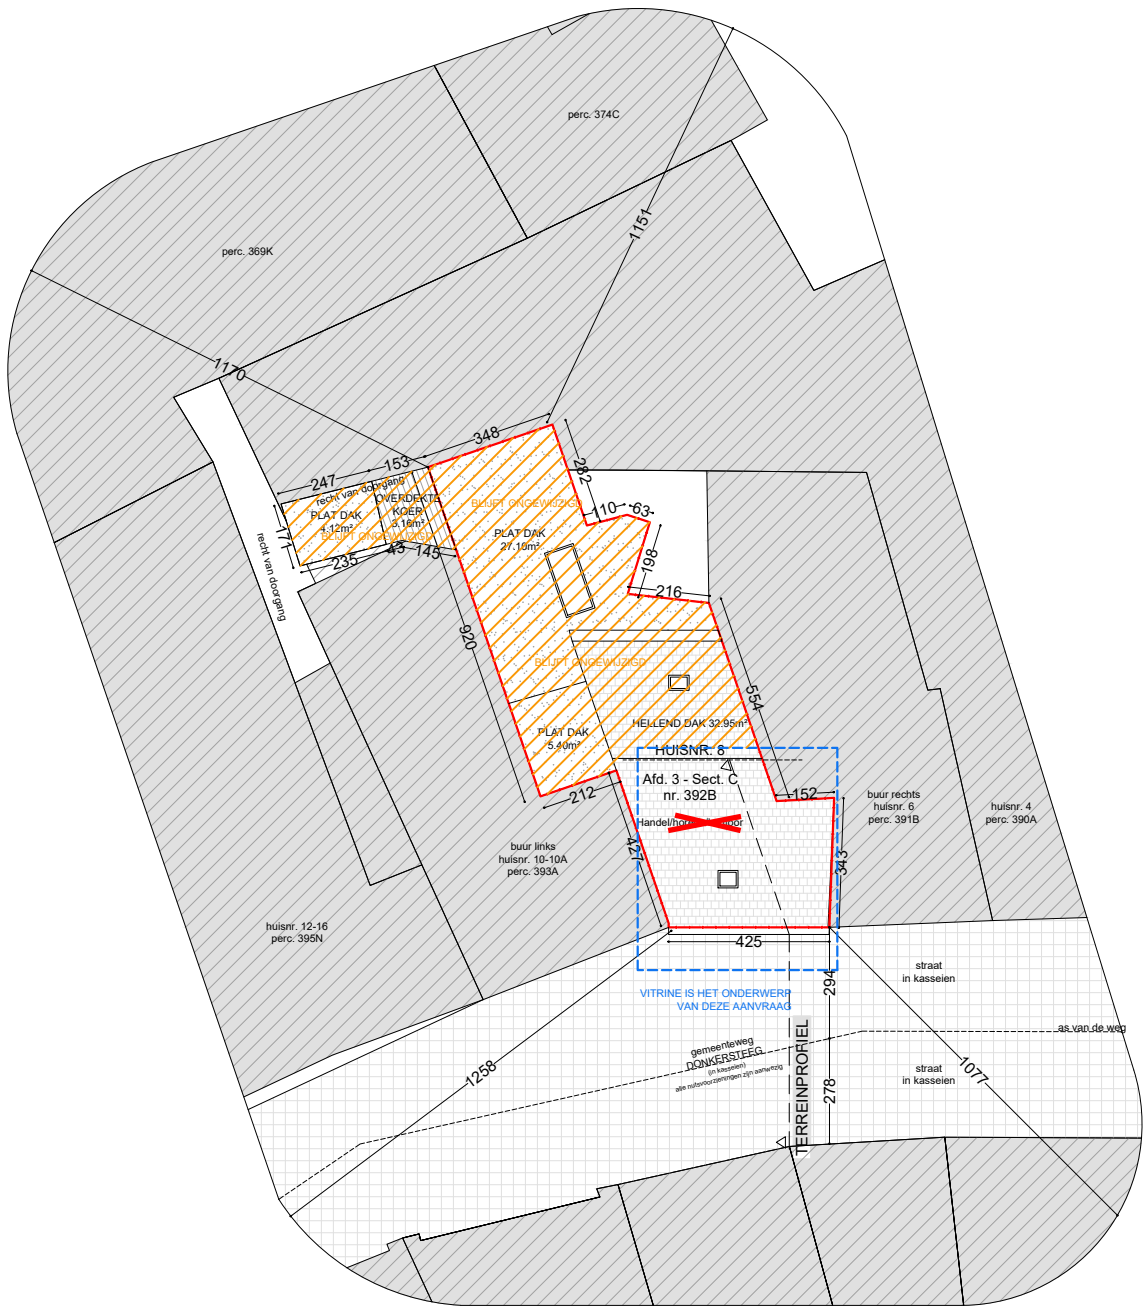 perc. 374C
1151
perc. 369K
1170
348
282
153
247
recht van doorgang
OVERDEKTE
KOER
3.16m²
PLAT DAK
4.12m²
BLIJFT ONGEWIJZIGD
171
235
43
145
BLIJFT ONGEWIJZIGD
PLAT DAK
27.10m²
110
63
198
216
recht van doorgang
920
BLIJFT ONGEWIJZIGD
554
HELLEND DAK 32.95m²
PLAT DAK
5.40m²
HUISNR. 8
Afd. 3 - Sect. C
nr. 392B
212
152
buur rechts
huisnr. 6
perc. 391B
huisnr. 4
perc. 390A
buur links
huisnr. 10-10A
perc. 393A
427
343
huisnr. 12-16
perc. 395N
425
294
straat
in kasseien
VITRINE IS HET ONDERWERP
VAN DEZE AANVRAAG
as van de weg
gemeenteweg
DONKERSTEEG
(in kasseien)
alle nutsvoorzieningen zijn aanwezig
1258
278
1077
straat
in kasseien
TERREINPROFIEL